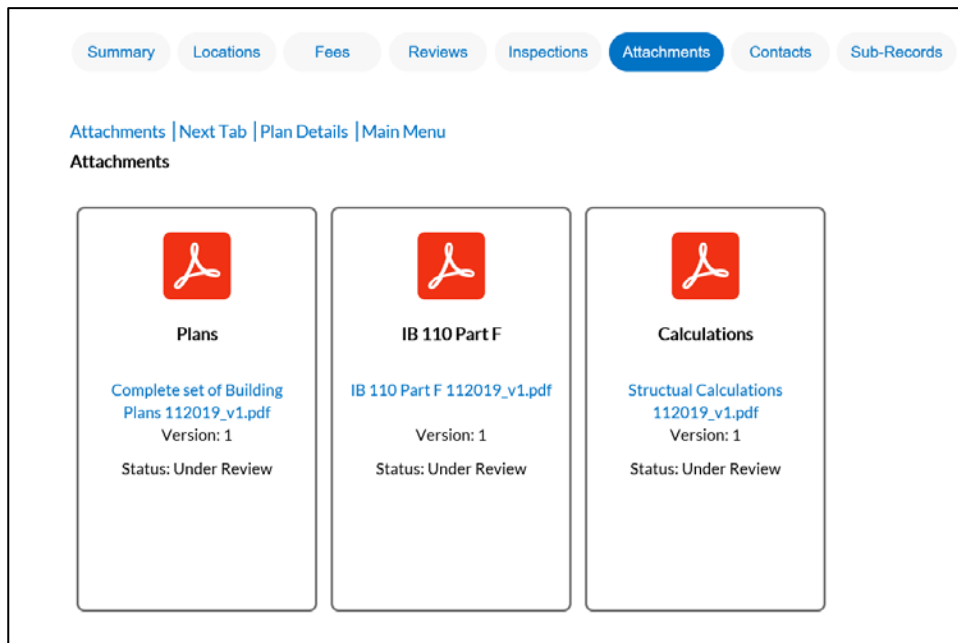 Summary Locations Fees Reviews Inspections Attachments Contacts Sub-Records
Attachments | Next Tab | Plan Details | Main Menu
Attachments
Plans
Complete set of Building
Plans 112019_v1.pdf
Version: 1
Status: Under Review
IB 110 Part F
IB 110 Part F 112019_v1.pdf
Version: 1
Status: Under Review
Calculations
Structual Calculations
112019_v1.pdf
Version: 1
Status: Under Review